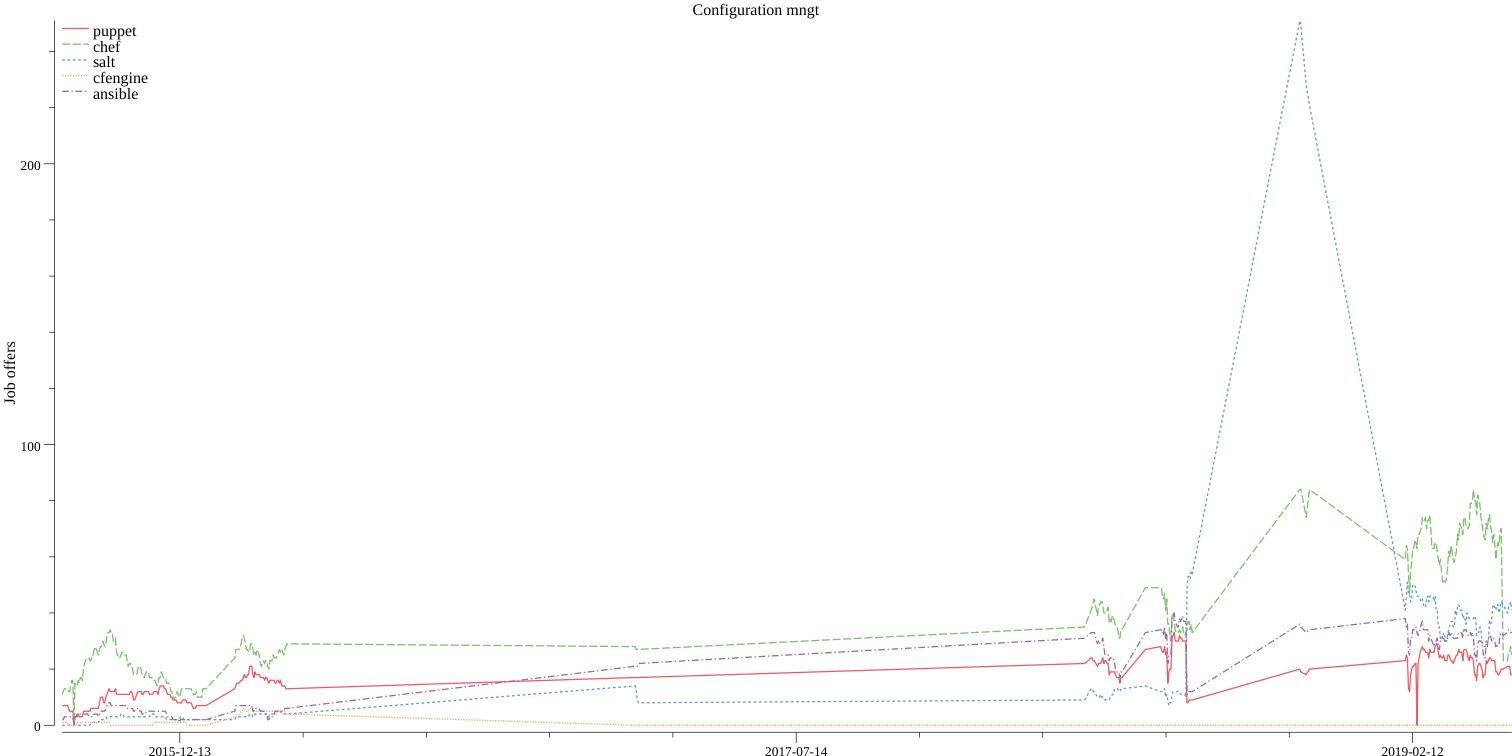 Configuration mngt
puppet
chef
salt
cfengine
ansible
200
100
0
Job offers
2015-12-13
2017-07-14
2019-02-12